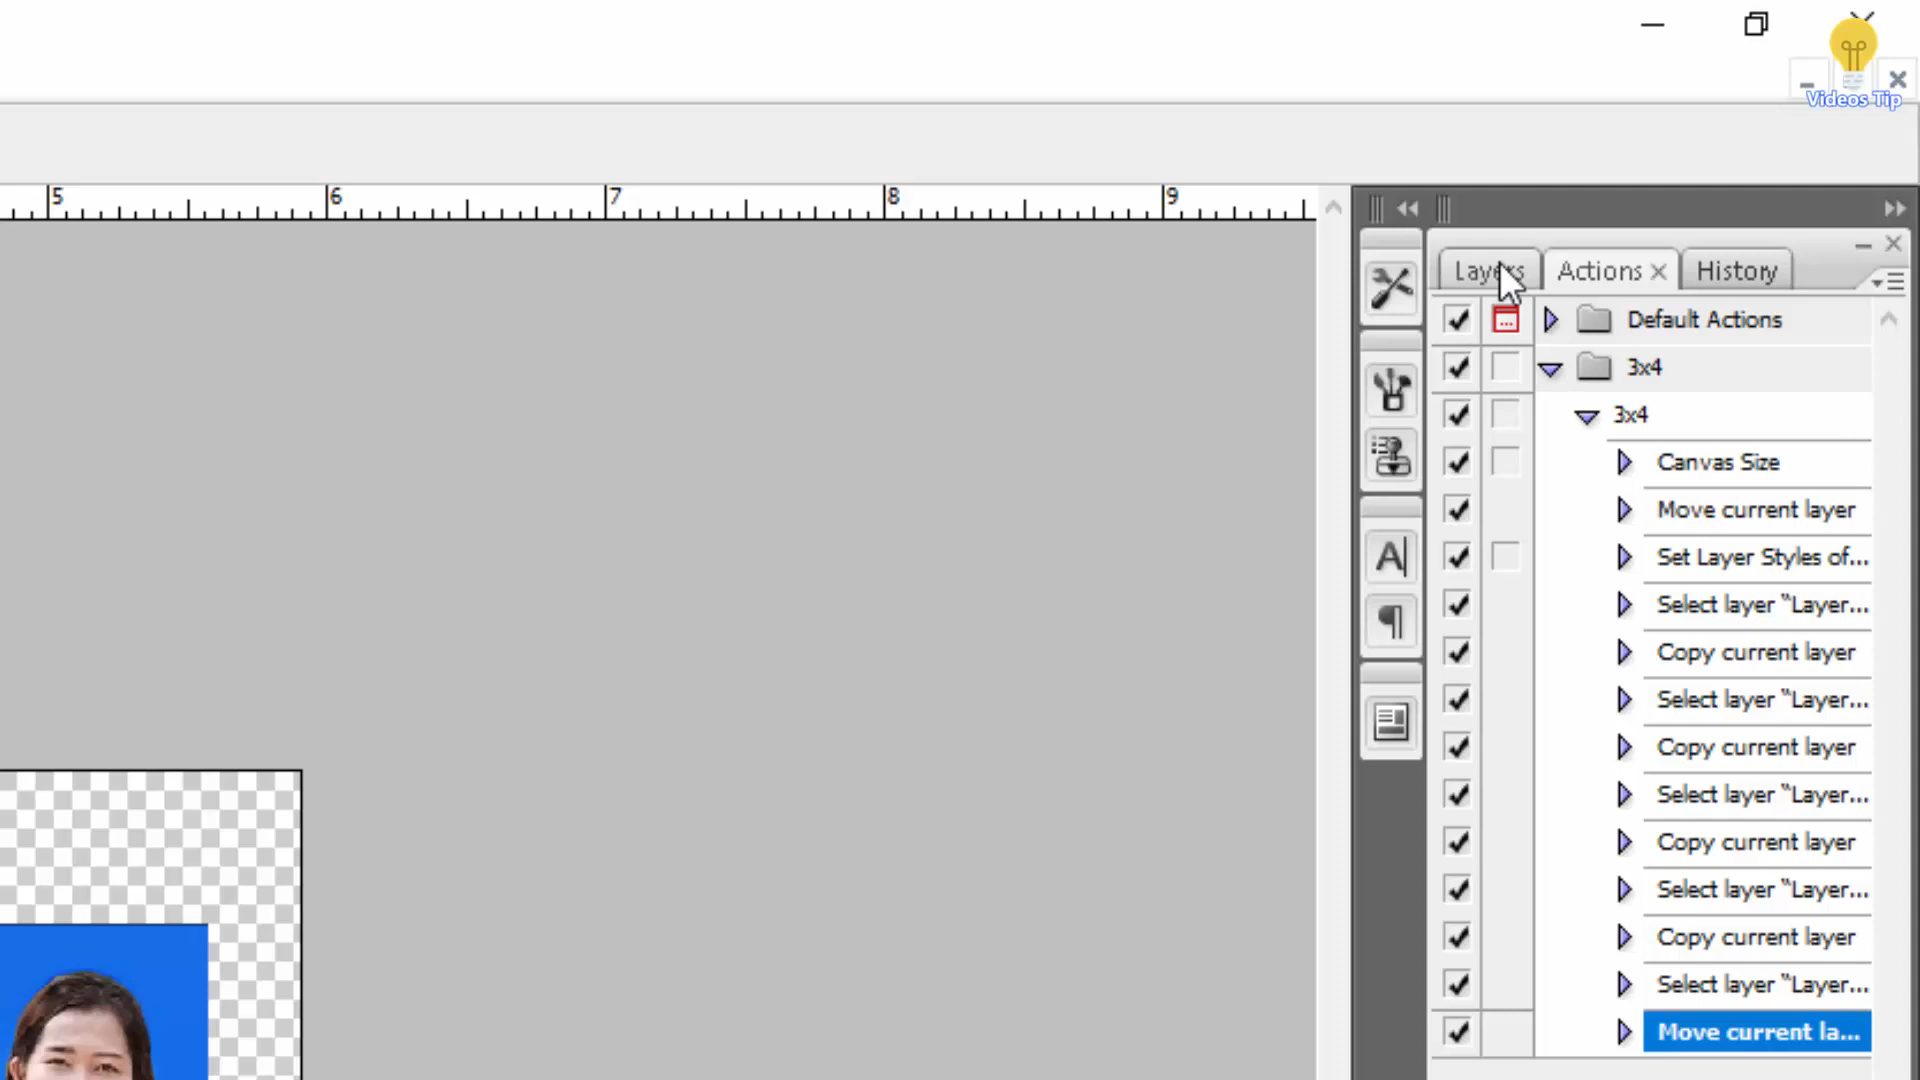 Videos Tip
5 6 7 8 9
Layers Actions History
Default Actions
3x4
3x4
Canvas Size
Move current layer
Set Layer Styles of...
Select layer “Layer...
Copy current layer
Select layer “Layer...
Copy current layer
Select layer “Layer...
Copy current layer
Select layer “Layer...
Copy current layer
Select layer “Layer...
Move current la...